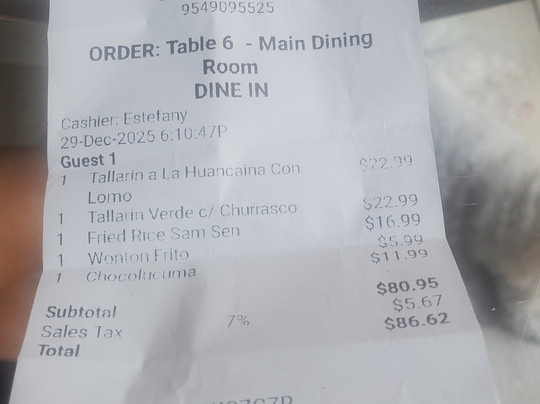 9549095525
ORDER: Table 6 - Main Dining
Room
DINE IN
Cashier: Estefany
29-Dec-2025 6:10:47P
Guest 1
1 Tallarin a La Huancaina Con $22.99
Lomo
1 Tallarin Verde c/ Churrasco $22.99
1 Fried Rice Sam Sen $16.99
1 Wonton Frito $5.99
1 Chocolucuma $11.99
Subtotal $80.95
Sales Tax 7% $5.67
Total $86.62